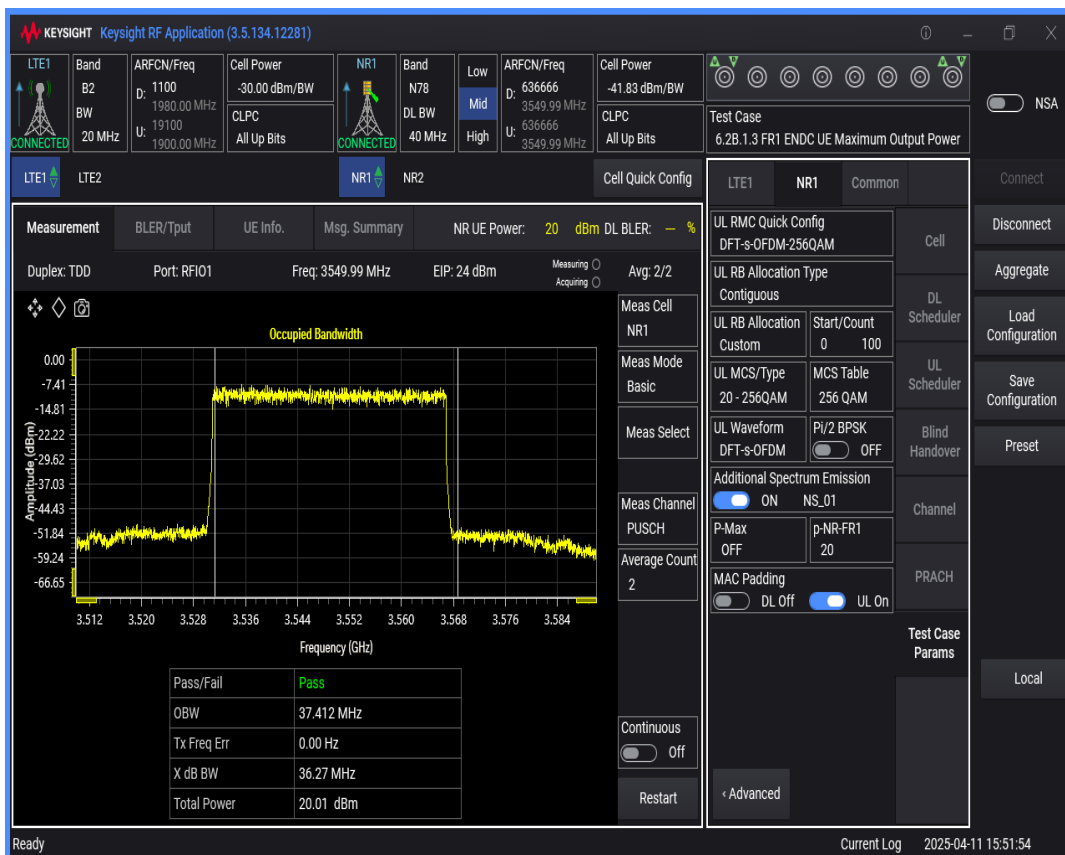 KEYSIGHT Keysight RF Application (3.5.134.12281)
LTE1
CONNECTED
Band
B2
BW
20 MHz
ARFCN/Freq
D: 1100
1980.00 MHz
U: 19100
1900.00 MHz
Cell Power
-30.00 dBm/BW
CLPC
All Up Bits
NR1
CONNECTED
Band
N78
DL BW
40 MHz
Low
Mid
High
ARFCN/Freq
D: 636666
3549.99 MHz
U: 636666
3549.99 MHz
Cell Power
-41.83 dBm/BW
CLPC
All Up Bits
Test Case
6.2B.1.3 FR1 ENDC UE Maximum Output Power
NSA
LTE1 LTE2
NR1 NR2
Cell Quick Config
Measurement BLER/Tput UE Info. Msg. Summary NR UE Power: 20 dBm DL BLER: — %
Duplex: TDD Port: RFIO1 Freq: 3549.99 MHz EIP: 24 dBm Measuring Acquiring Avg: 2/2
Occupied Bandwidth
Amplitude (dBm)
0.00
-7.41
-14.81
-22.22
-29.62
-37.03
-44.43
-51.84
-59.24
-66.65
3.512 3.520 3.528 3.536 3.544 3.552 3.560 3.568 3.576 3.584
Frequency (GHz)
Pass/Fail Pass
OBW 37.412 MHz
Tx Freq Err 0.00 Hz
X dB BW 36.27 MHz
Total Power 20.01 dBm
Meas Cell
NR1
Meas Mode
Basic
Meas Select
Meas Channel
PUSCH
Average Count
2
Continuous
Off
Restart
LTE1 NR1 Common
UL RMC Quick Config
DFT-s-OFDM-256QAM
UL RB Allocation Type
Contiguous
UL RB Allocation
Custom
Start/Count
0 100
UL MCS/Type
20 - 256QAM
MCS Table
256 QAM
UL Waveform
DFT-s-OFDM
Pi/2 BPSK
OFF
Additional Spectrum Emission
ON NS_01
P-Max
OFF
p-NR-FR1
20
MAC Padding
DL Off UL On
‹ Advanced
Cell
DL
Scheduler
UL
Scheduler
Blind
Handover
Channel
PRACH
Test Case
Params
Connect
Disconnect
Aggregate
Load
Configuration
Save
Configuration
Preset
Local
Ready
Current Log 2025-04-11 15:51:54